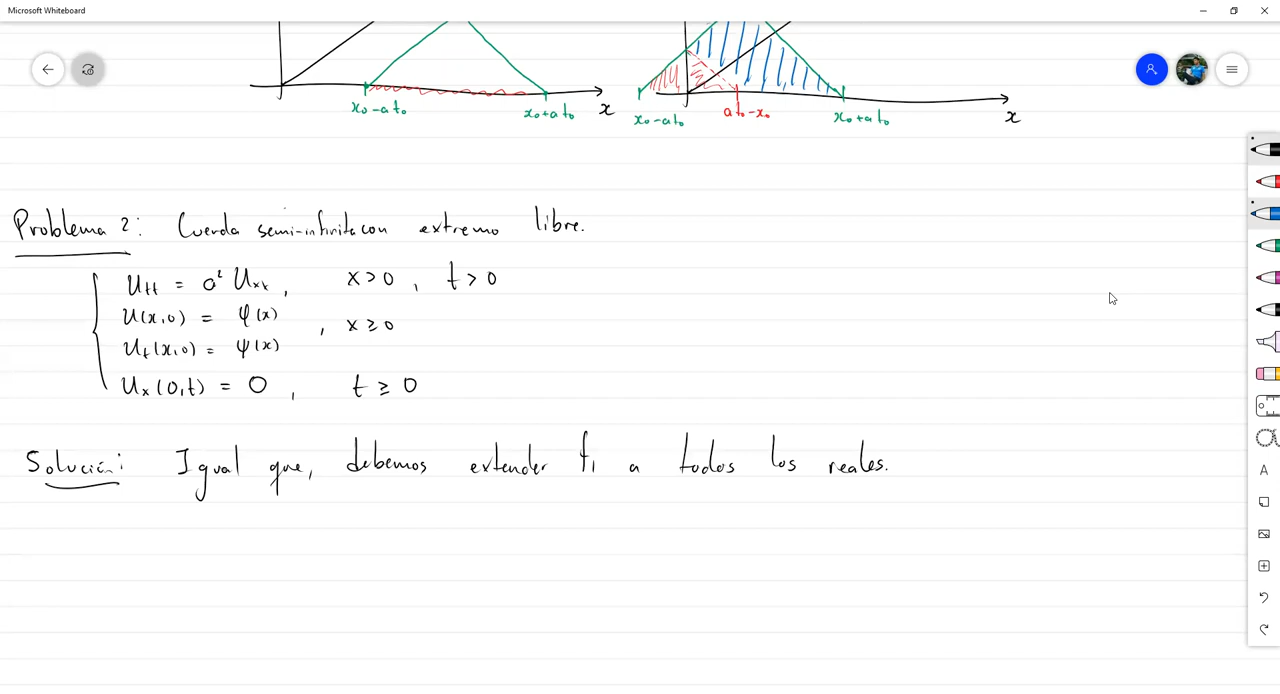 Microsoft Whiteboard
x₀-at₀ x₀+at₀ x x₀-at₀ at₀-x₀ x₀+at₀ x
Problema 2: Cuerda semi-infinita con extremo libre.
Utt = a² Uxx, x>0, t>0
U(x,0) = φ(x)
, x≥0
Ut(x,0) = ψ(x)
Ux(0,t) = 0, t≥0
Solución: Igual que, debemos extender f₁ a todos los reales.
A